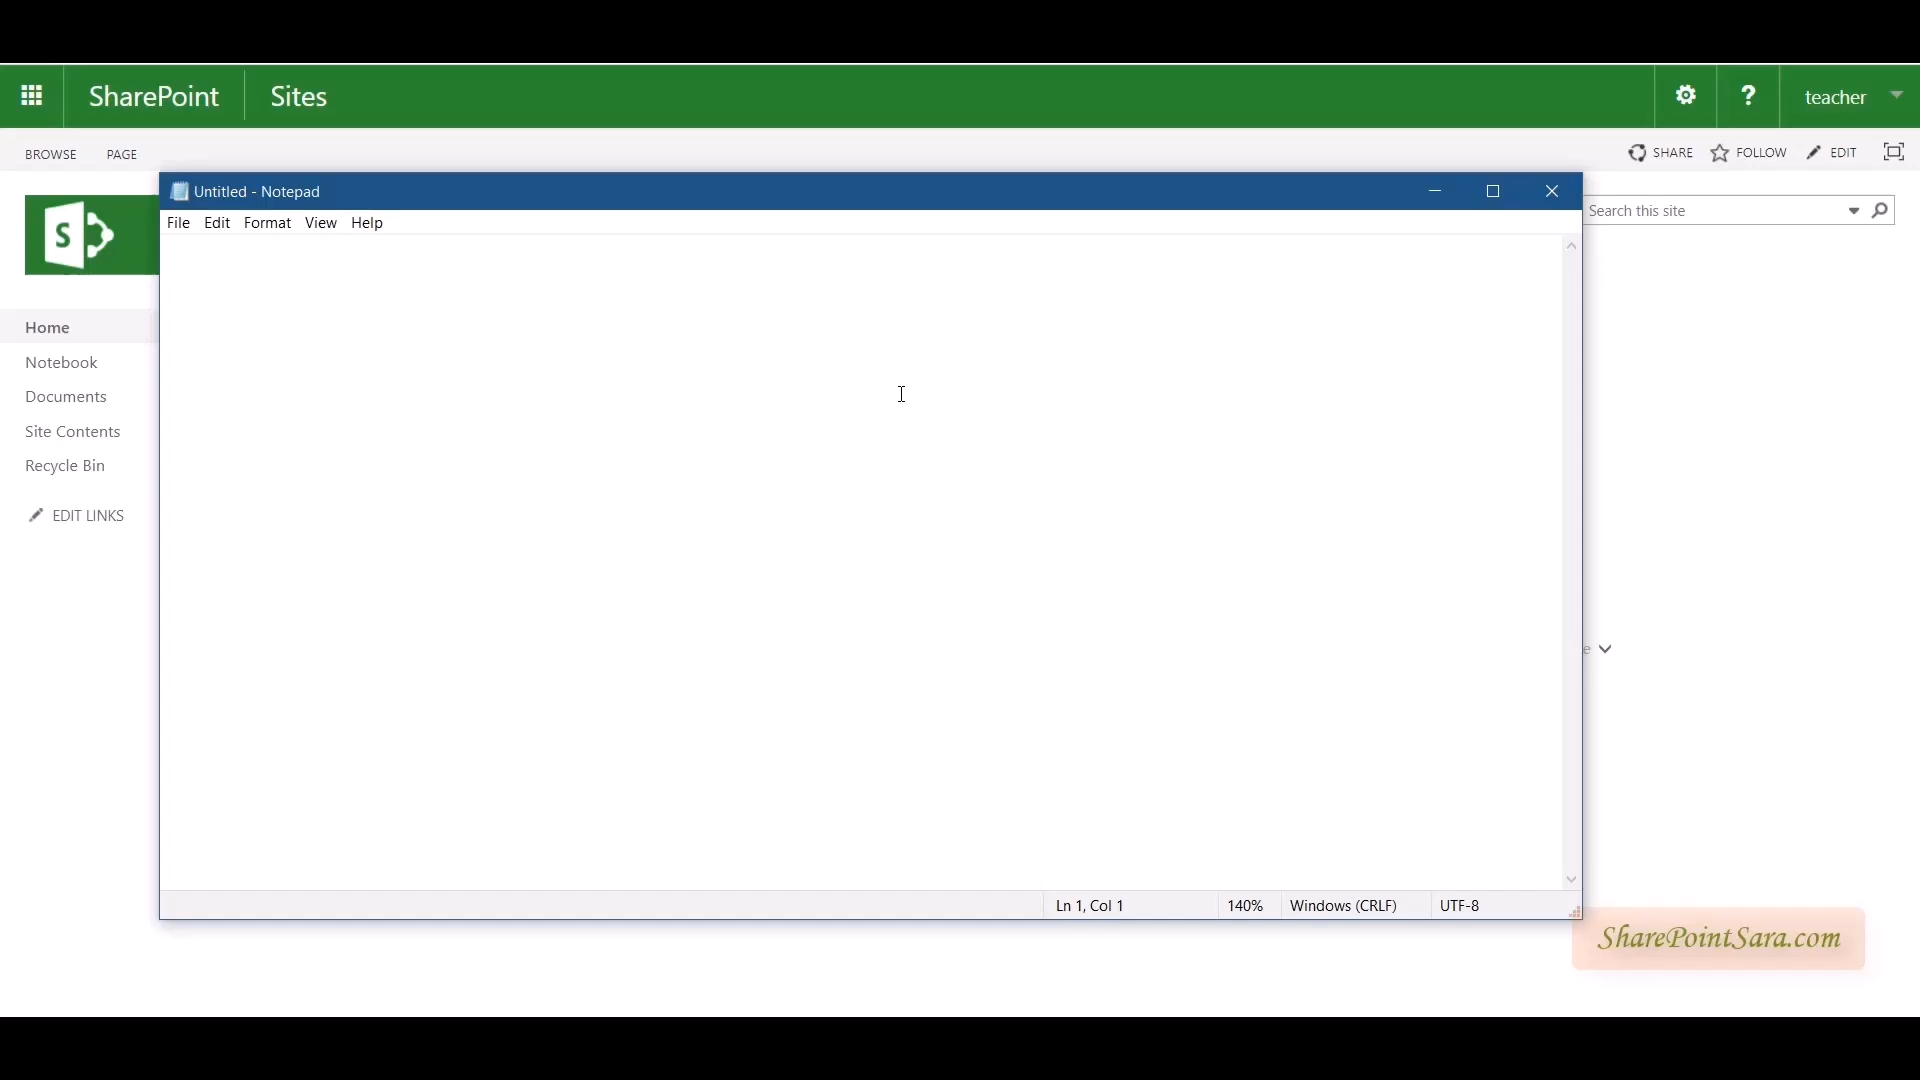 SharePoint Sites ? teacher
BROWSE PAGE SHARE FOLLOW EDIT
Untitled - Notepad
File Edit Format View Help
Search this site
S
Home
Notebook
Documents
Site Contents
Recycle Bin
EDIT LINKS
e
Ln 1, Col 1 140% Windows (CRLF) UTF-8
SharePointSara.com